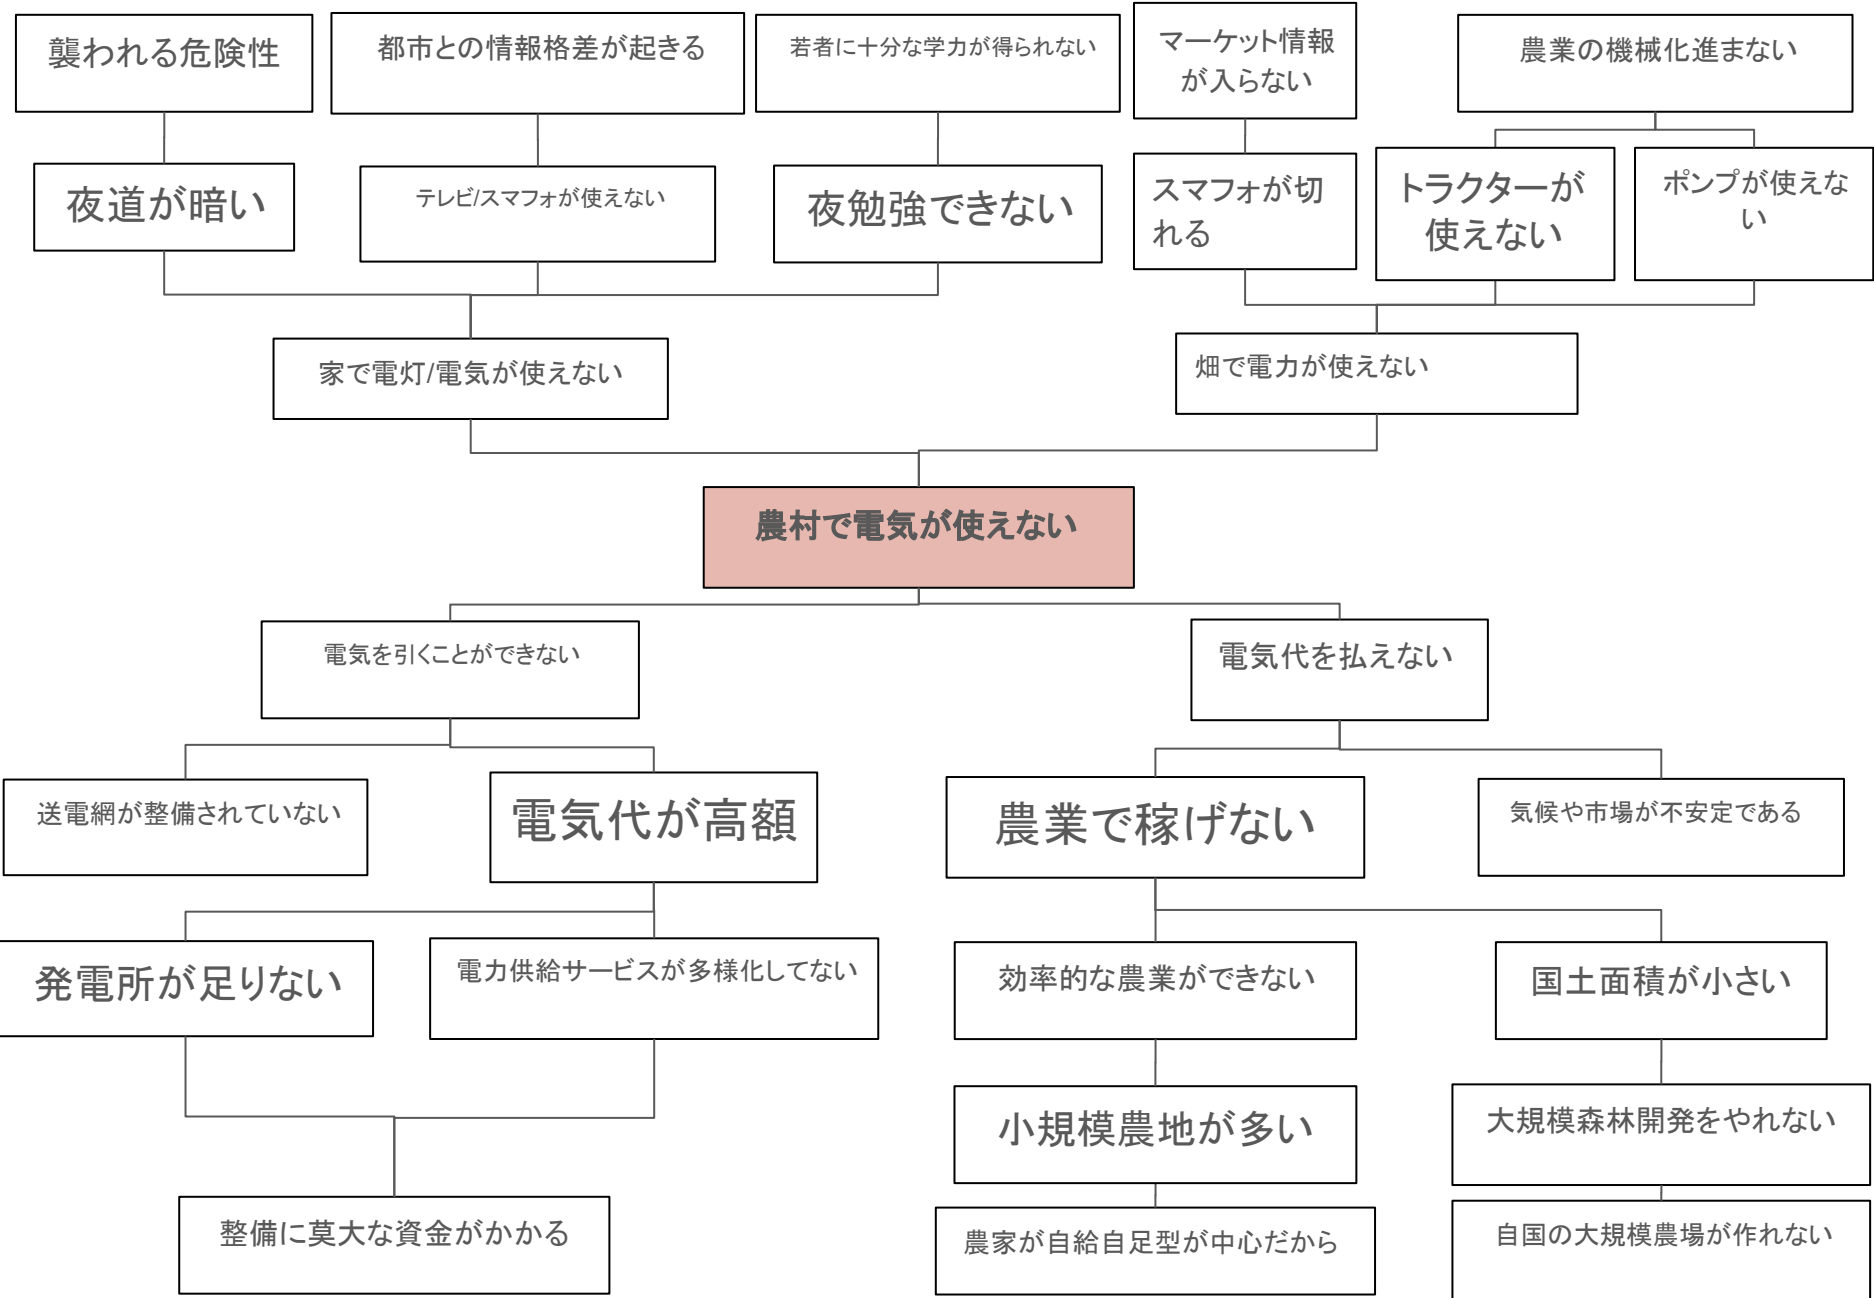 襲われる危険性
都市との情報格差が起きる
若者に十分な学力が得られない
マーケット情報
が入らない
農業の機械化進まない
夜道が暗い
テレビ/スマフォが使えない
夜勉強できない
スマフォが切
れる
トラクターが
使えない
ポンプが使えな
い
家で電灯/電気が使えない
畑で電力が使えない
農村で電気が使えない
電気を引くことができない
電気代を払えない
送電網が整備されていない
電気代が高額
農業で稼げない
気候や市場が不安定である
発電所が足りない
電力供給サービスが多様化してない
効率的な農業ができない
国土面積が小さい
小規模農地が多い
大規模森林開発をやれない
整備に莫大な資金がかかる
農家が自給自足型が中心だから
自国の大規模農場が作れない